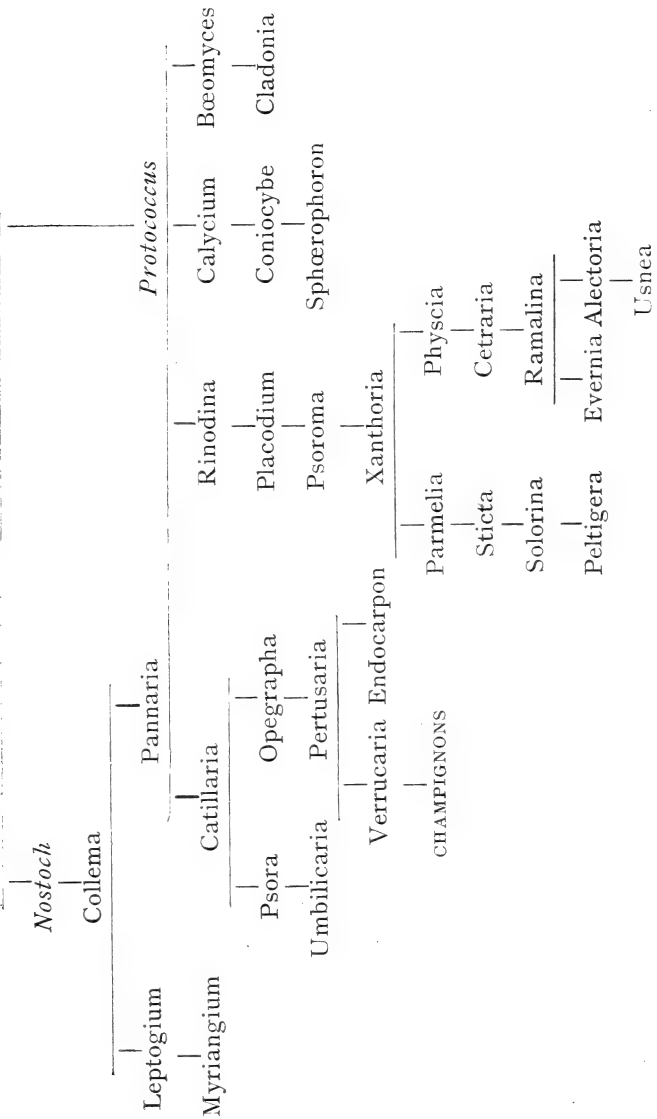 Nostoch
Collema
Leptogium Pannaria Protococcus
Myriangium Catillaria Rinodina Calycium Bœomyces
Psora Opegrapha Placodium Coniocybe Cladonia
Umbilicaria Pertusaria Psoroma Sphœrophoron
Verrucaria Endocarpon Xanthoria
CHAMPIGNONS Parmelia Physcia
Sticta Cetraria
Solorina Ramalina
Peltigera Evernia Alectoria
Usnea